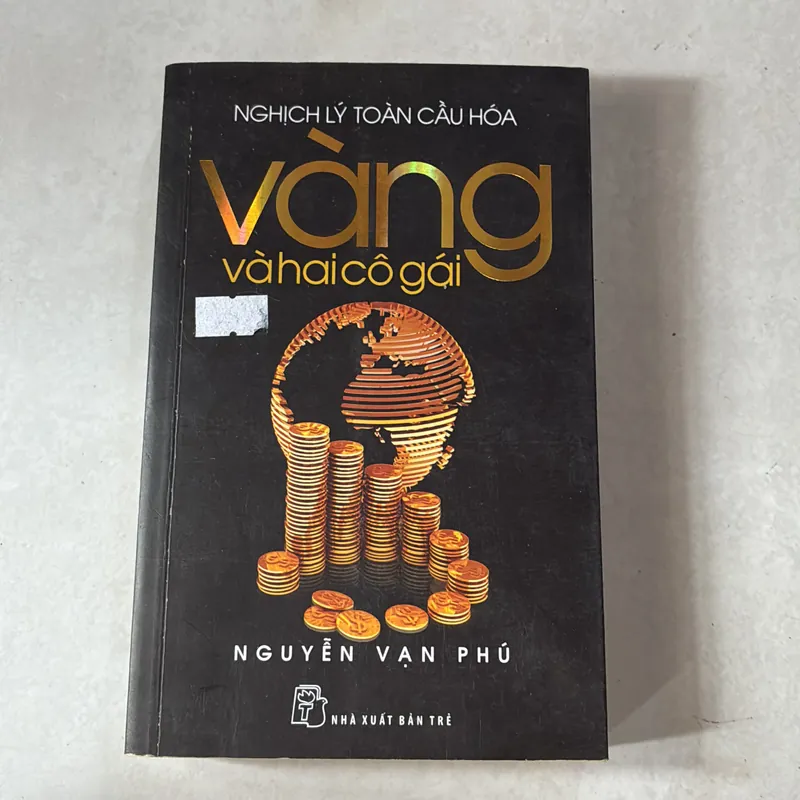 NGHỊCH LÝ TOÀN CẦU HÓA
vàng
và hai cô gái
NGUYỄN VẠN PHÚ
T
NHÀ XUẤT BẢN TRẺ